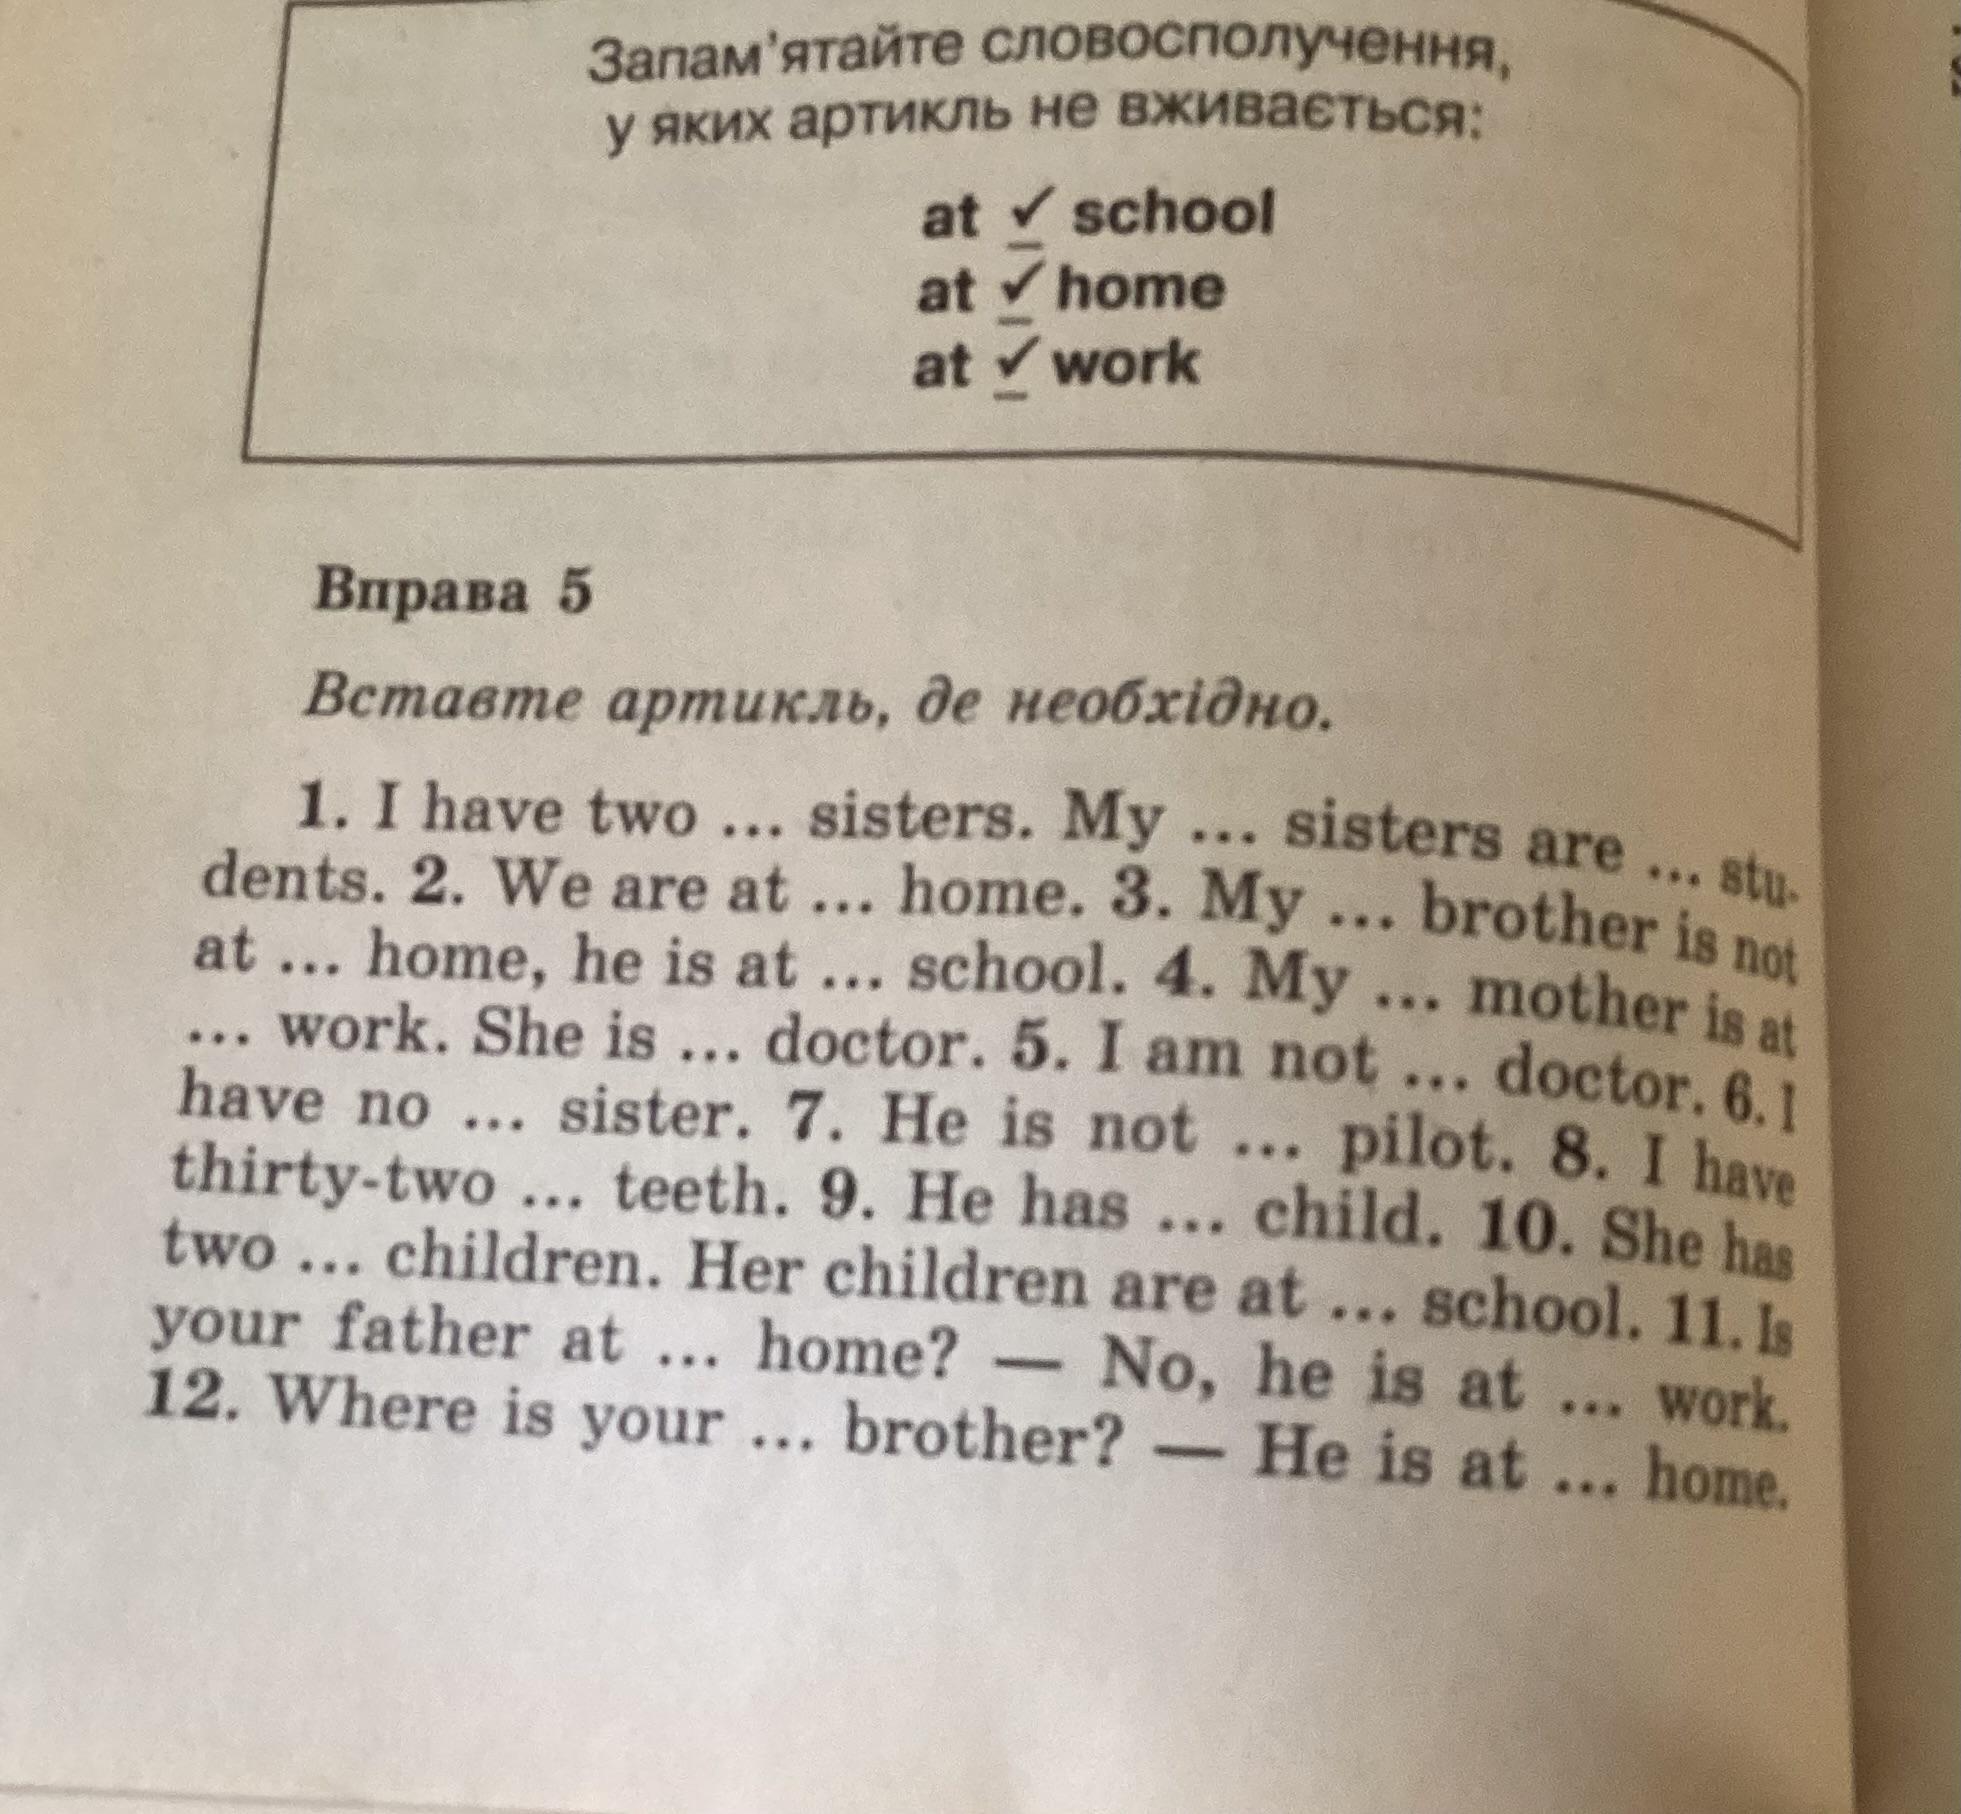 Запам'ятайте словосполучення,
у яких артикль не вживається:
at ✓ school
at ✓ home
at ✓ work
Вправа 5
Вставте артикль, де необхідно.
1. I have two ... sisters. My ... sisters are ... stu-
dents. 2. We are at ... home. 3. My ... brother is not
at ... home, he is at ... school. 4. My ... mother is at
... work. She is ... doctor. 5. I am not ... doctor. 6. I
have no ... sister. 7. He is not ... pilot. 8. I have
thirty-two ... teeth. 9. He has ... child. 10. She has
two ... children. Her children are at ... school. 11. Is
your father at ... home? — No, he is at ... work.
12. Where is your ... brother? — He is at ... home.